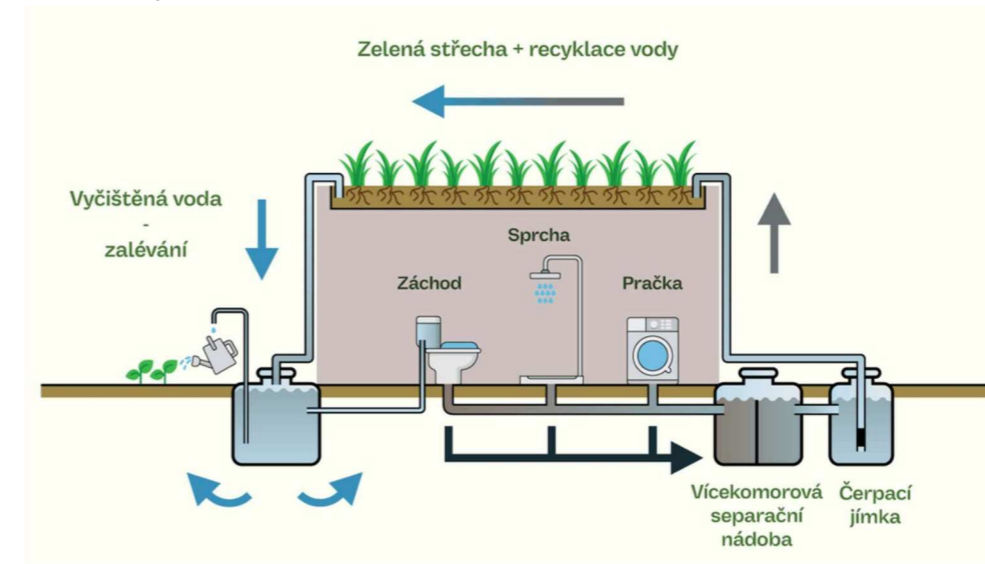 Zelená střecha + recyklace vody
Vyčištěná voda
-
zalévání
Sprcha
Záchod
Pračka
Vícekomorová
separační
nádoba
Čerpací
jímka